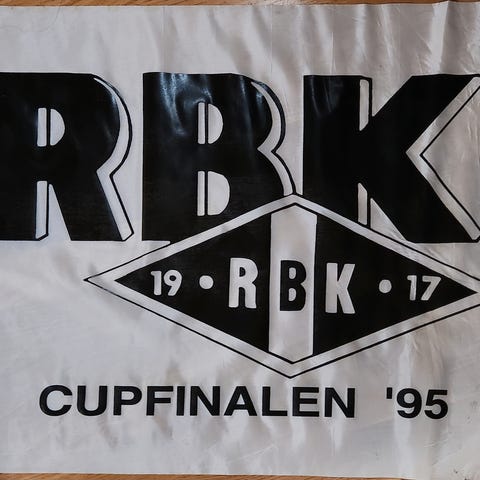 RBK
19 • RBK • 17
CUPFINALEN '95